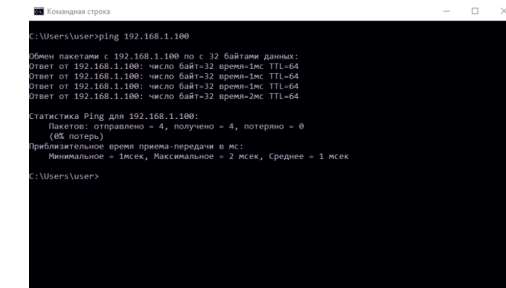 Командная строка
C:\Users\user>ping 192.168.1.100
Обмен пакетами с 192.168.1.100 по с 32 байтами данных:
Ответ от 192.168.1.100: число байт=32 время=1мс TTL=64
Ответ от 192.168.1.100: число байт=32 время=1мс TTL=64
Ответ от 192.168.1.100: число байт=32 время=1мс TTL=64
Ответ от 192.168.1.100: число байт=32 время=2мс TTL=64
Статистика Ping для 192.168.1.100:
Пакетов: отправлено = 4, получено = 4, потеряно = 0
(0% потерь)
Приблизительное время приема-передачи в мс:
Минимальное = 1мсек, Максимальное = 2 мсек, Среднее = 1 мсек
C:\Users\user>